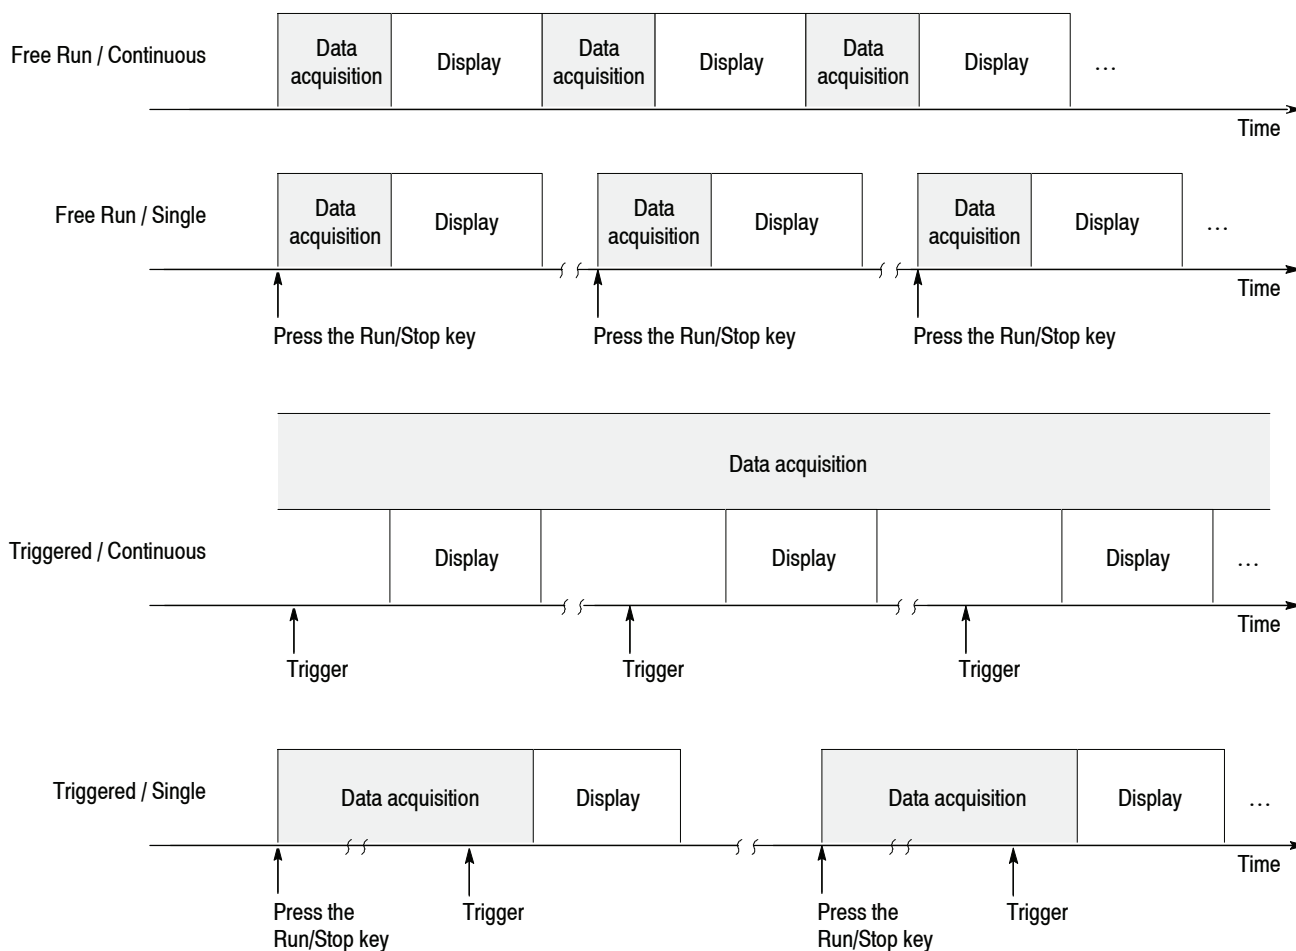 Free Run / Continuous
Data
acquisition
Display
Data
acquisition
Display
Data
acquisition
Display
...
Time
Free Run / Single
Data
acquisition
Display
Data
acquisition
Display
Data
acquisition
Display
...
Time
Press the Run/Stop key
Press the Run/Stop key
Press the Run/Stop key
Data acquisition
Triggered / Continuous
Display
Display
Display
...
Time
Trigger
Trigger
Trigger
Triggered / Single
Data acquisition
Display
Data acquisition
Display
...
Time
Press the
Run/Stop key
Trigger
Press the
Run/Stop key
Trigger